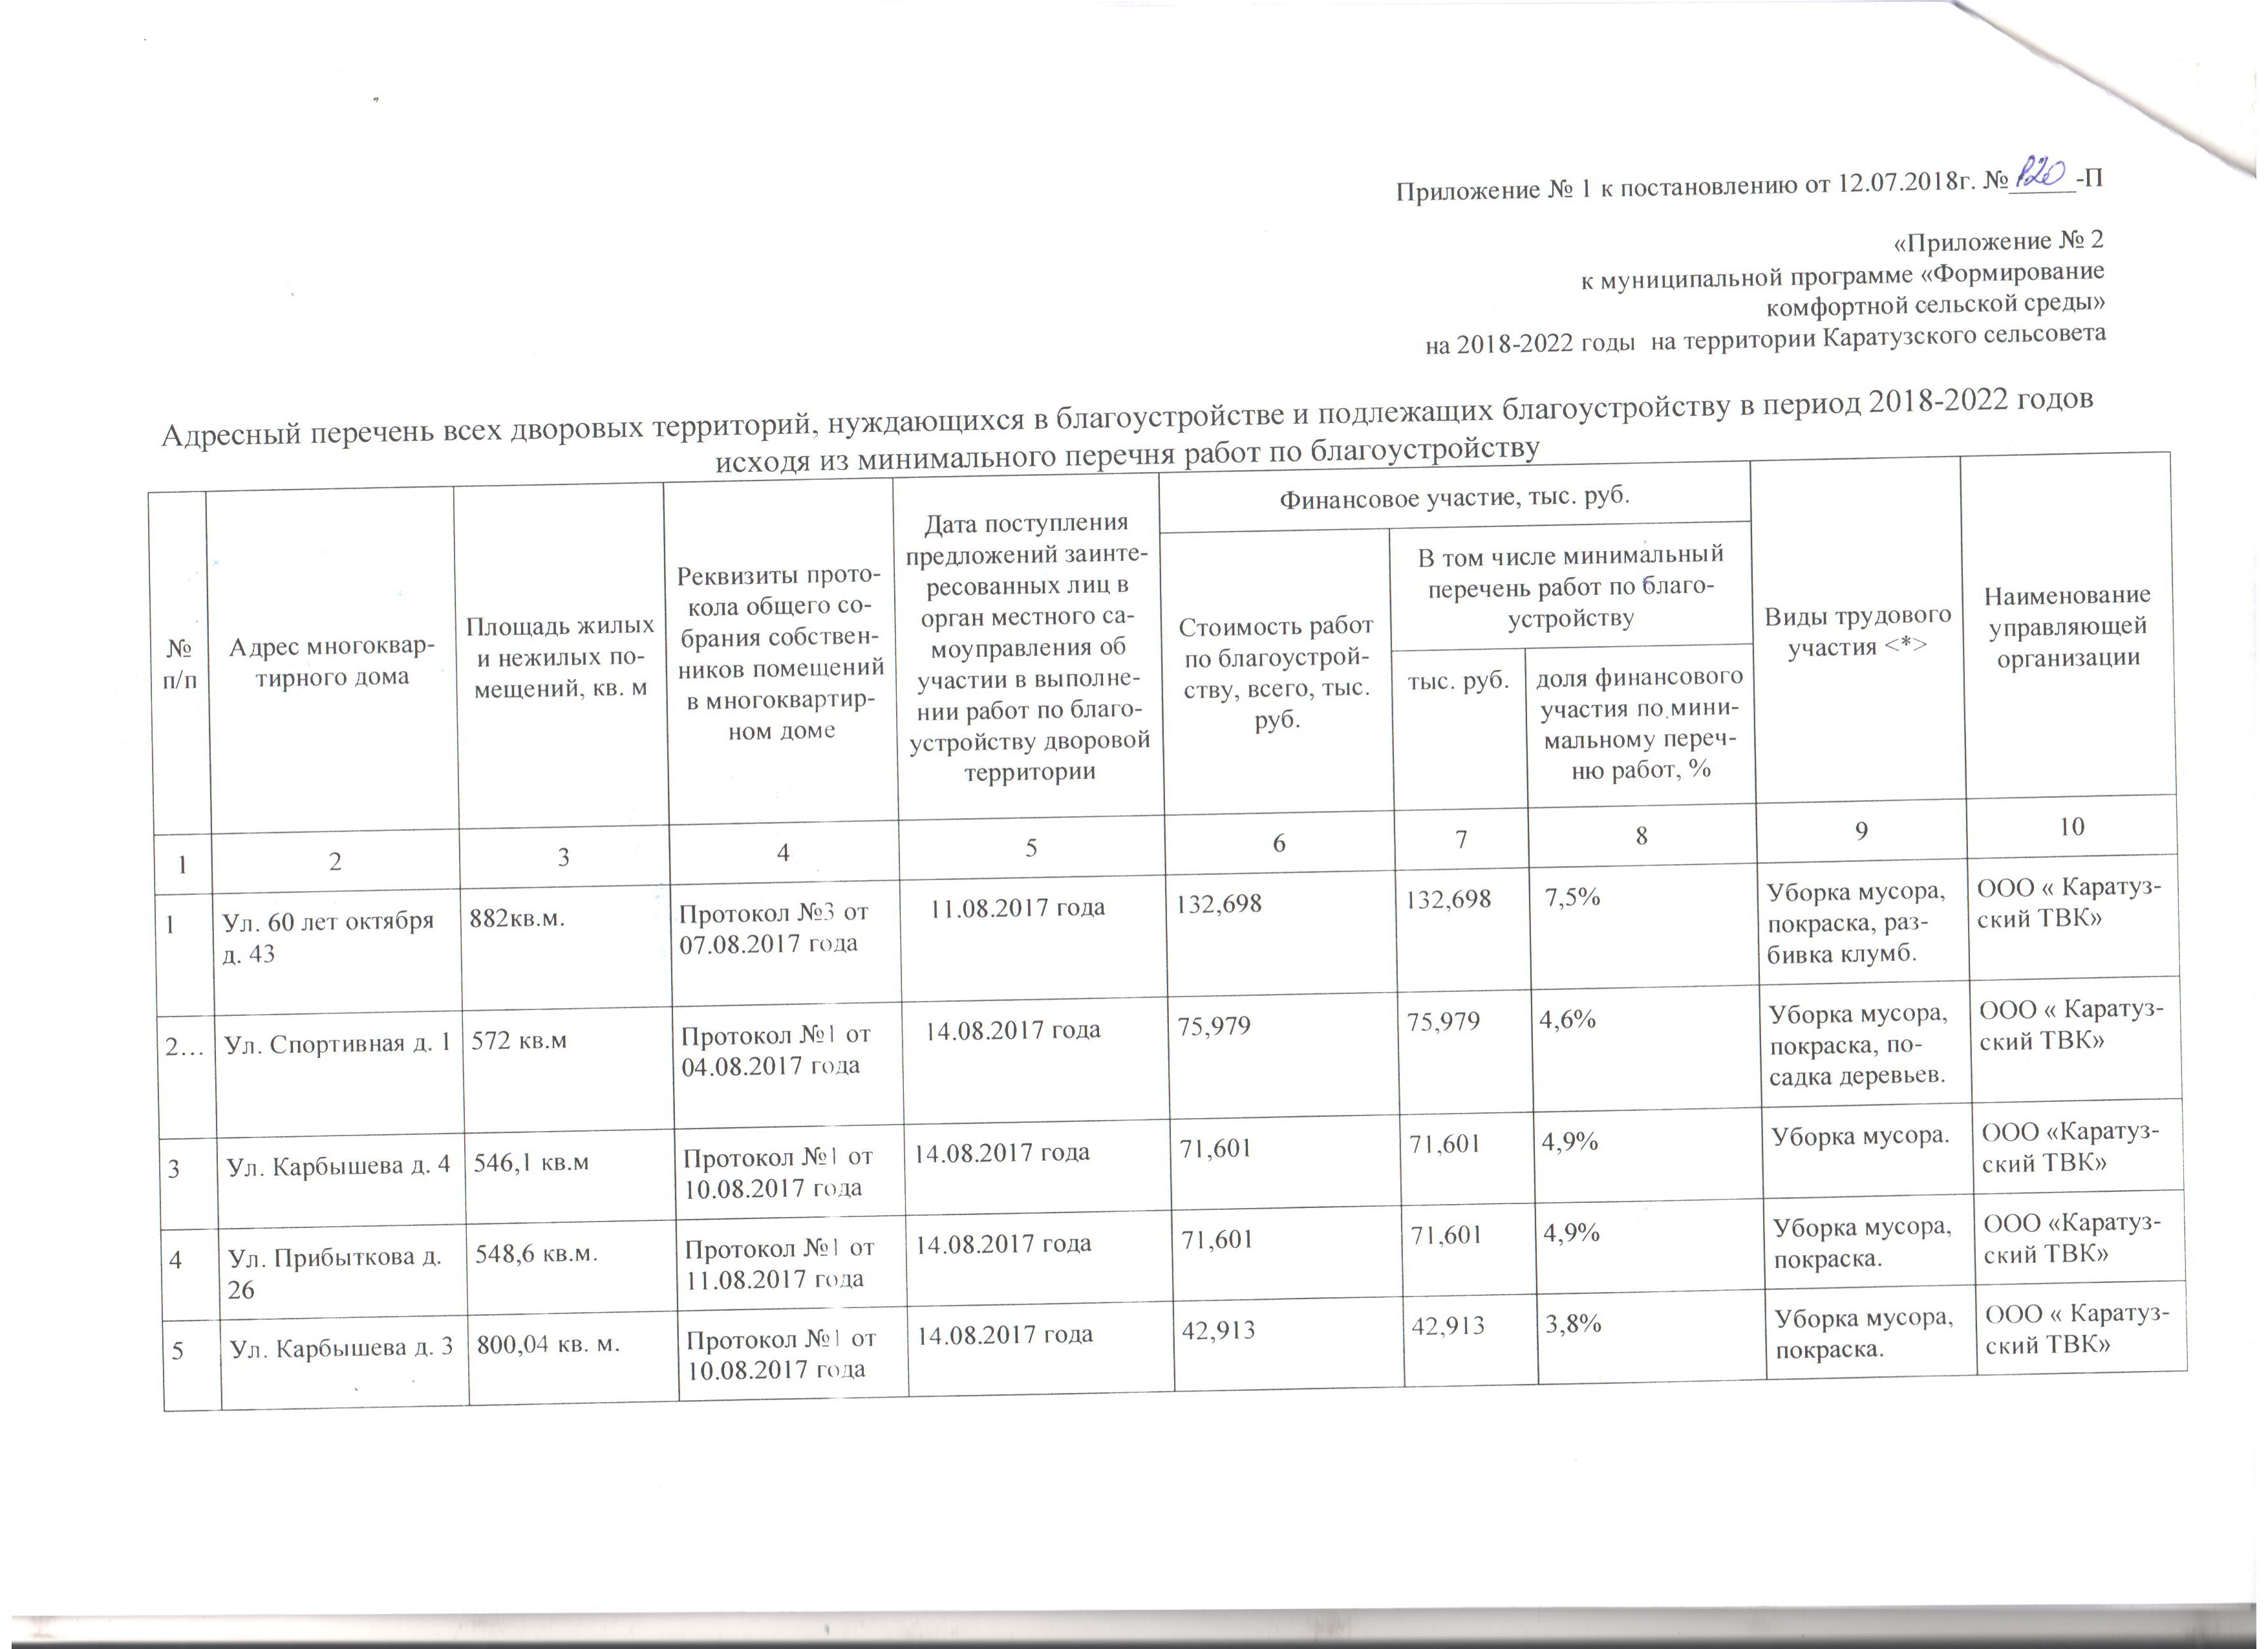 Приложение № 1 к постановлению от 12.07.2018г. №120-П
«Приложение № 2
к муниципальной программе «Формирование
комфортной сельской среды»
на 2018-2022 годы на территории Каратузского сельсовета
Адресный перечень всех дворовых территорий, нуждающихся в благоустройстве и подлежащих благоустройству в период 2018-2022 годов
исходя из минимального перечня работ по благоустройству
№
п/п
Адрес многоквар-
тирного дома
Площадь жилых
и нежилых по-
мещений, кв. м
Реквизиты прото-
кола общего со-
брания собствен-
ников помещений
в многоквартир-
ном доме
Дата поступления
предложений заинте-
ресованных лиц в
орган местного са-
моуправления об
участии в выполне-
нии работ по благо-
устройству дворовой
территории
Финансовое участие, тыс. руб.
Стоимость работ
по благоустрой-
ству, всего, тыс.
руб.
В том числе минимальный
перечень работ по благо-
устройству
тыс. руб.
доля финансового
участия по мини-
мальному переч-
ню работ, %
Виды трудового
участия <*>
Наименование
управляющей
организации
1 2 3 4 5 6 7 8 9 10
1
Ул. 60 лет октября
д. 43
882кв.м.
Протокол №3 от
07.08.2017 года
11.08.2017 года
132,698
132,698
7,5%
Уборка мусора,
покраска, раз-
бивка клумб.
ООО « Каратуз-
ский ТВК»
2…
Ул. Спортивная д. 1
572 кв.м
Протокол №1 от
04.08.2017 года
14.08.2017 года
75,979
75,979
4,6%
Уборка мусора,
покраска, по-
садка деревьев.
ООО « Каратуз-
ский ТВК»
3
Ул. Карбышева д. 4
546,1 кв.м
Протокол №1 от
10.08.2017 года
14.08.2017 года
71,601
71,601
4,9%
Уборка мусора.
ООО «Каратуз-
ский ТВК»
4
Ул. Прибыткова д.
26
548,6 кв.м.
Протокол №1 от
11.08.2017 года
14.08.2017 года
71,601
71,601
4,9%
Уборка мусора,
покраска.
ООО «Каратуз-
ский ТВК»
5
Ул. Карбышева д. 3
800,04 кв. м.
Протокол №1 от
10.08.2017 года
14.08.2017 года
42,913
42,913
3,8%
Уборка мусора,
покраска.
ООО « Каратуз-
ский ТВК»